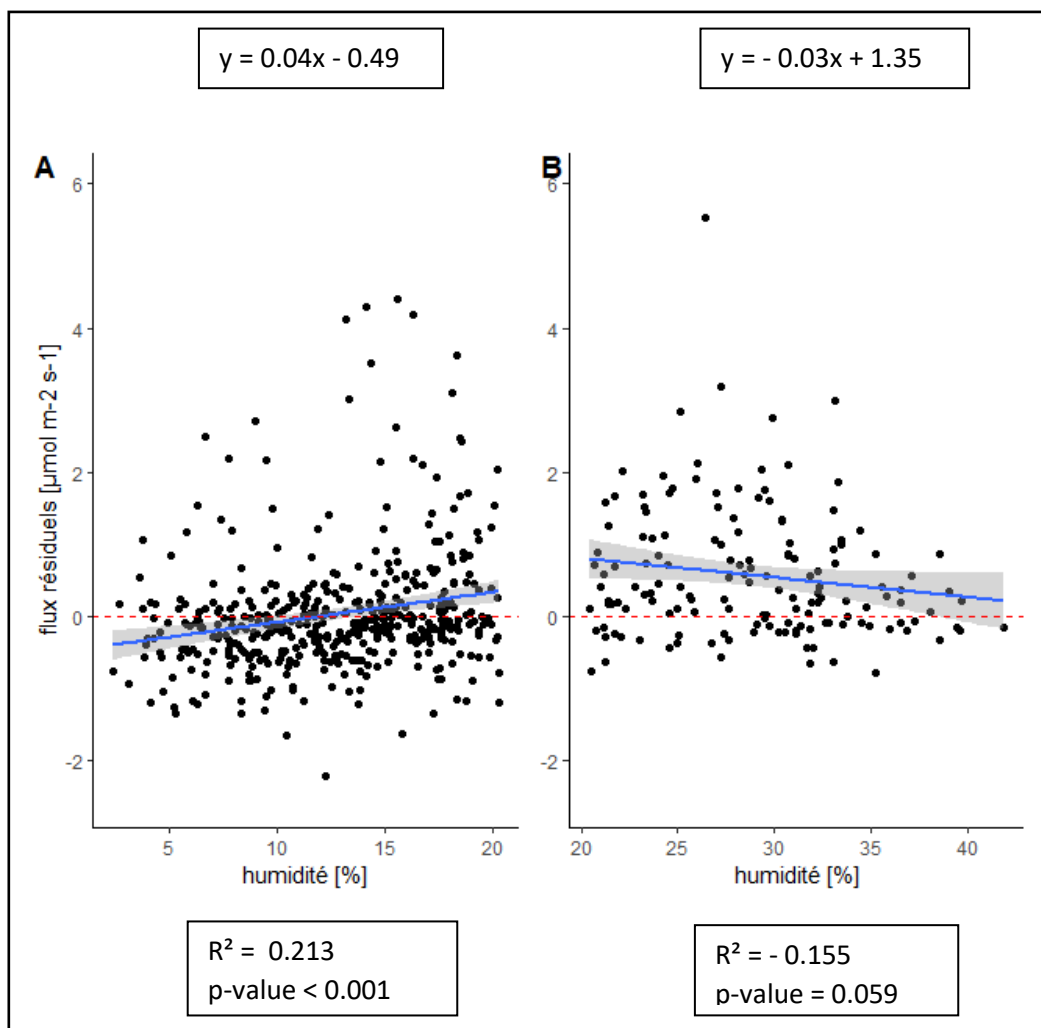 y = 0.04x - 0.49
y = - 0.03x + 1.35
A
B
flux résiduels [µmol m-2 s-1]
6
4
2
0
-2
5
10
15
20
humidité [%]
6
4
2
0
-2
20
25
30
35
40
humidité [%]
R² = 0.213
p-value < 0.001
R² = - 0.155
p-value = 0.059